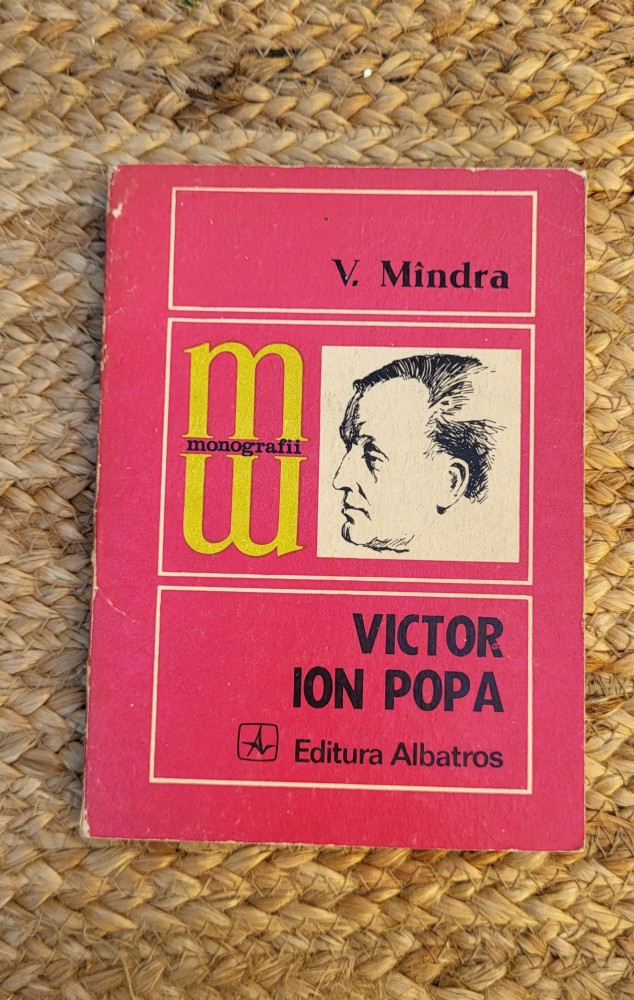 V. Mîndra
m
monografii
m
VICTOR
ION POPA
Editura Albatros